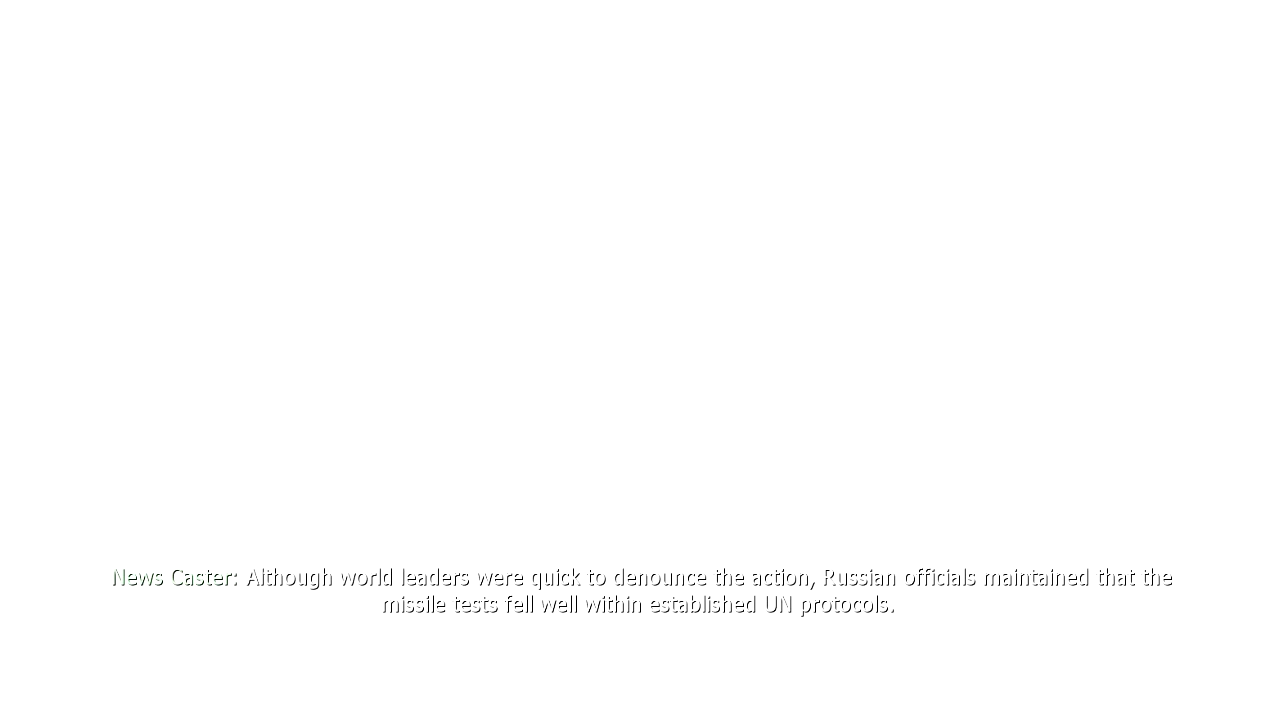 News Caster: Although world leaders were quick to denounce the action, Russian officials maintained that the
missile tests fell well within established UN protocols.